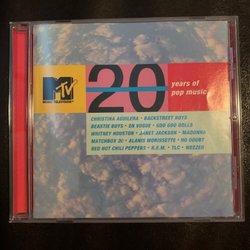 MTV
MUSIC TELEVISION
20
years of
pop music
CHRISTINA AGUILERA • BACKSTREET BOYS
BEASTIE BOYS • EN VOGUE • GOO GOO DOLLS
WHITNEY HOUSTON • JANET JACKSON • MADONNA
MATCHBOX 20 • ALANIS MORISSETTE • NO DOUBT
RED HOT CHILI PEPPERS • R.E.M. • TLC • WEEZER